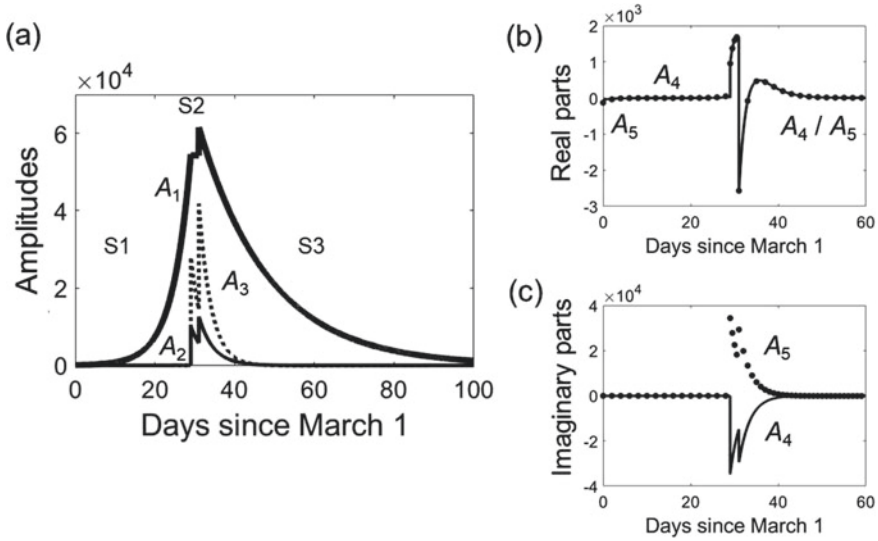 (a)
×10⁴
Amplitudes
6
4
2
0
S1
S2
S3
A₁
A₂
A₃
0 20 40 60 80 100
Days since March 1
(b)
×10³
Real parts
2
1
0
-1
-2
-3
A₄
A₅
A₄ / A₅
0 20 40 60
Days since March 1
(c)
×10⁴
Imaginary parts
4
2
0
-2
-4
A₅
A₄
0 20 40 60
Days since March 1